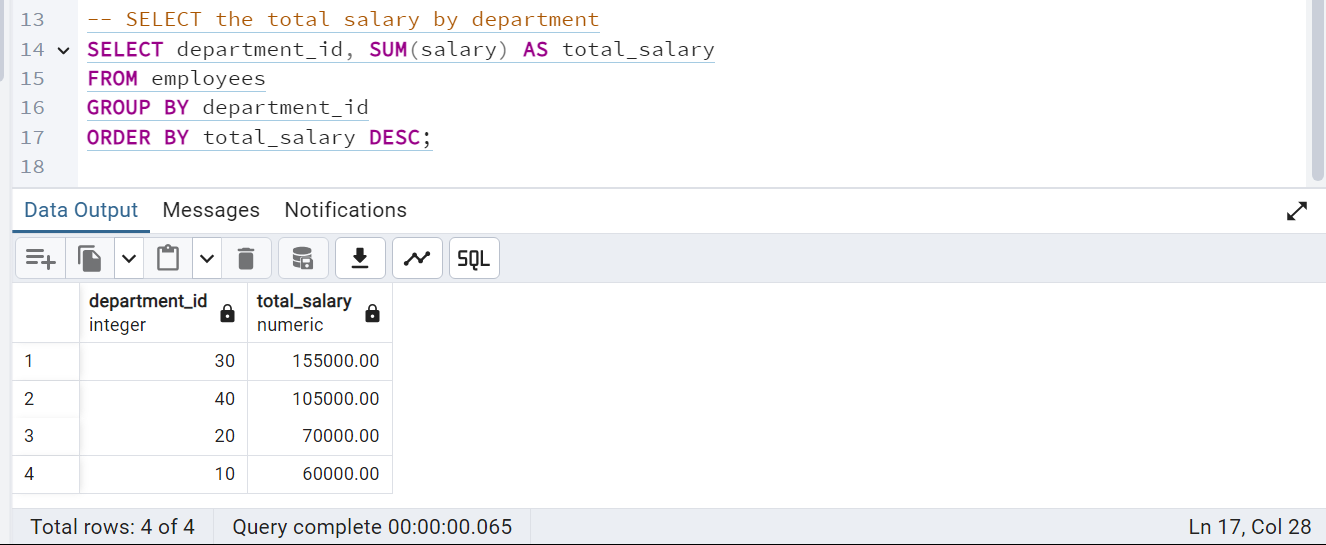 13 -- SELECT the total salary by department
14 SELECT department_id, SUM(salary) AS total_salary
15 FROM employees
16 GROUP BY department_id
17 ORDER BY total_salary DESC;
18
Data Output Messages Notifications
SQL
department_id total_salary
integer numeric
1 30 155000.00
2 40 105000.00
3 20 70000.00
4 10 60000.00
Total rows: 4 of 4 Query complete 00:00:00.065 Ln 17, Col 28